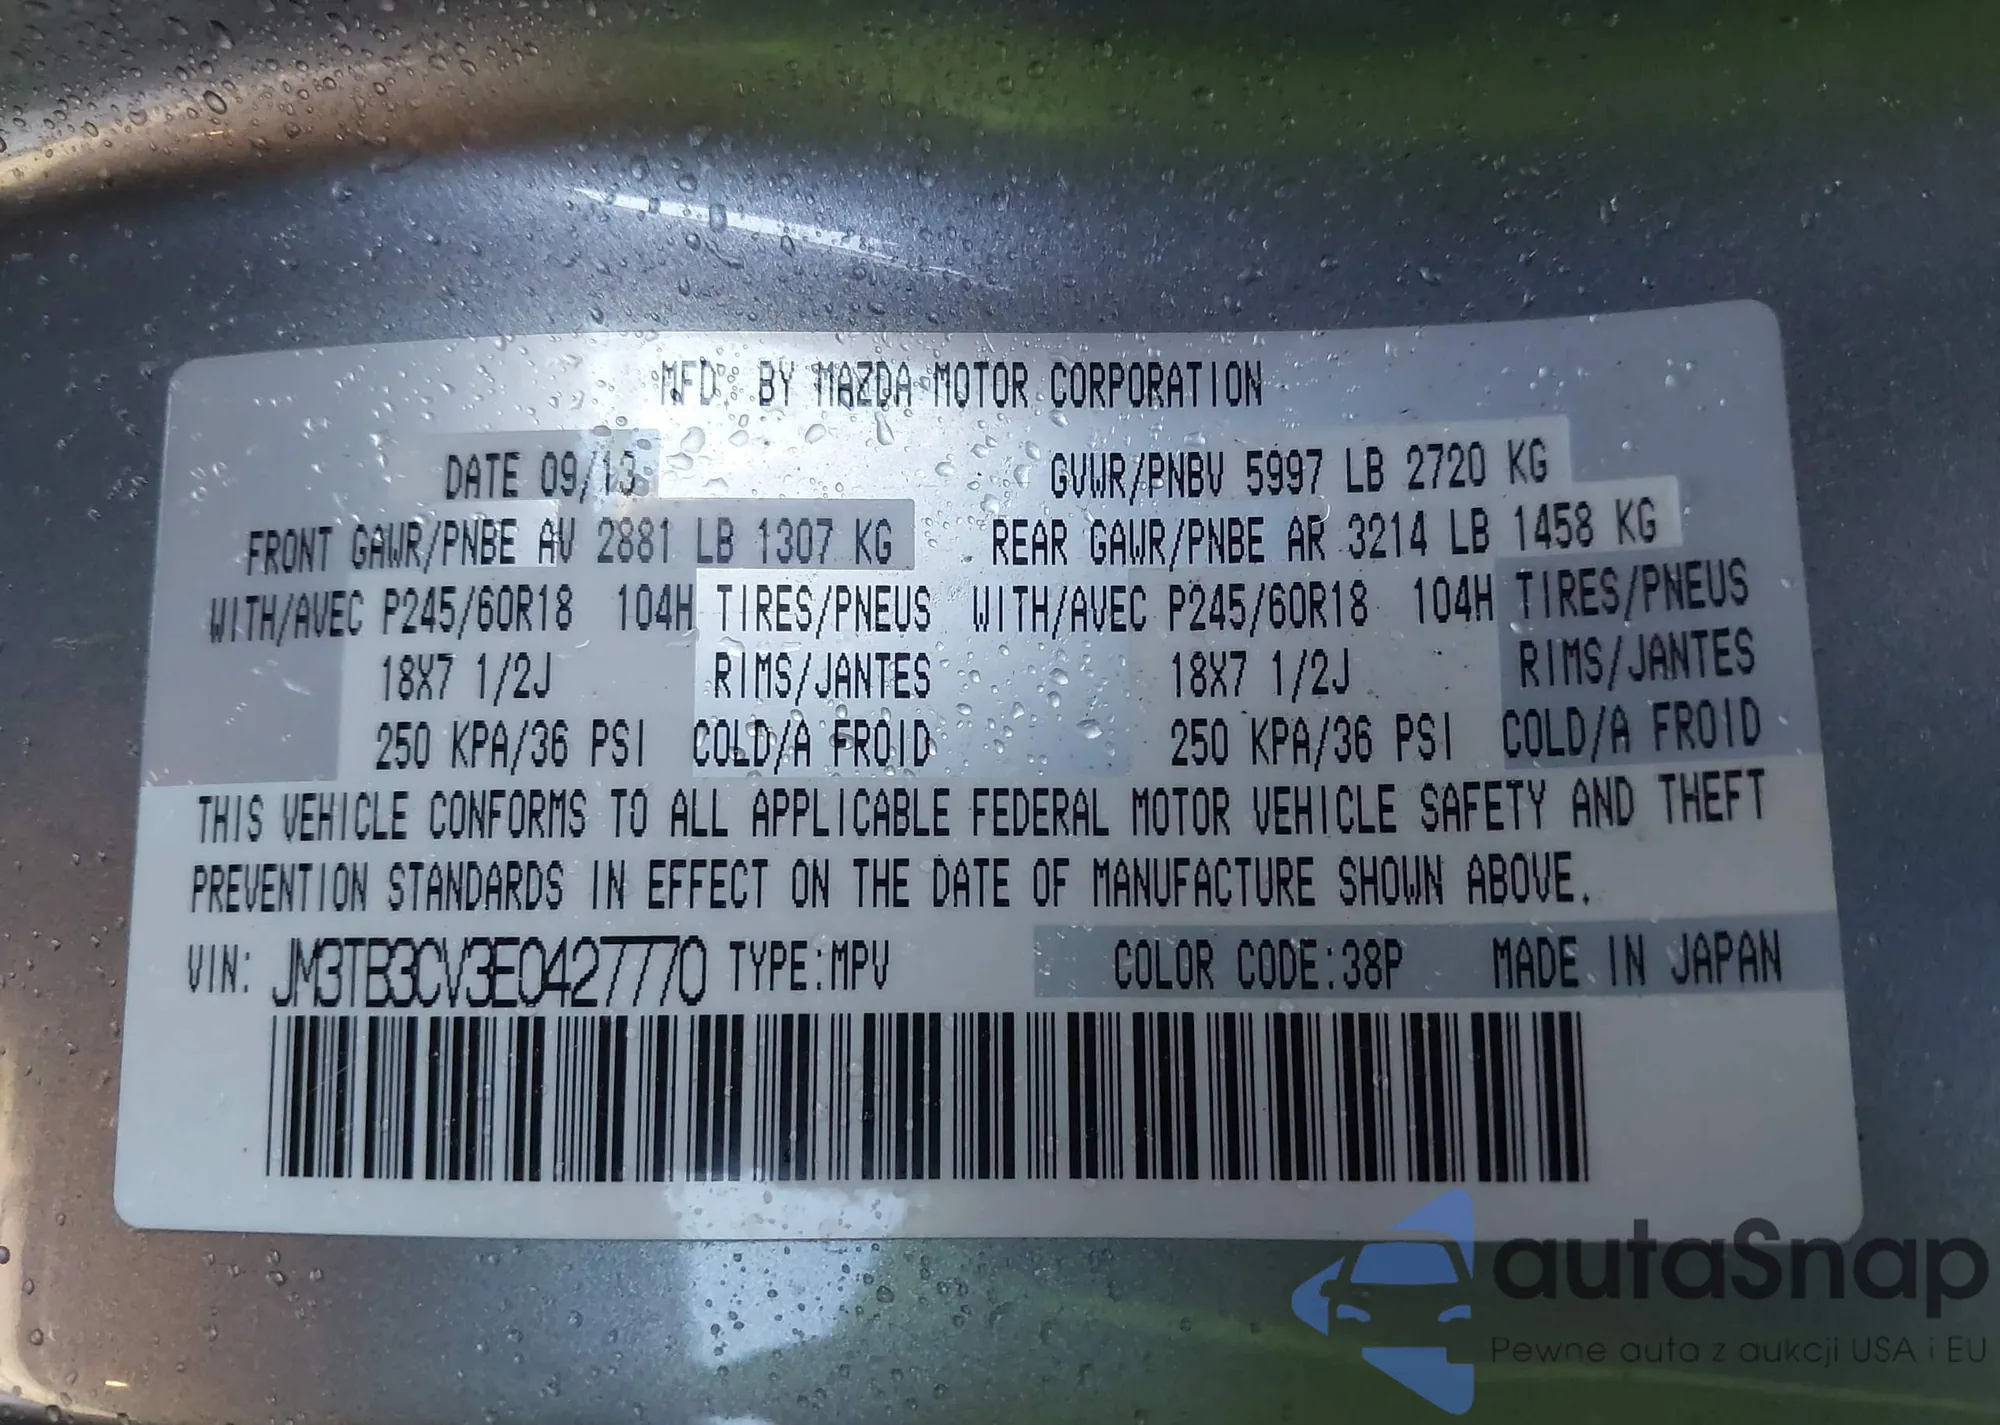 MFD. BY MAZDA MOTOR CORPORATION
DATE 09/13 GVWR/PNBV 5997 LB 2720 KG
FRONT GAWR/PNBE AV 2881 LB 1307 KG REAR GAWR/PNBE AR 3214 LB 1458 KG
WITH/AVEC P245/60R18 104H TIRES/PNEUS WITH/AVEC P245/60R18 104H TIRES/PNEUS
18X7 1/2J RIMS/JANTES 18X7 1/2J RIMS/JANTES
250 KPA/36 PSI COLD/A FROID 250 KPA/36 PSI COLD/A FROID
THIS VEHICLE CONFORMS TO ALL APPLICABLE FEDERAL MOTOR VEHICLE SAFETY AND THEFT
PREVENTION STANDARDS IN EFFECT ON THE DATE OF MANUFACTURE SHOWN ABOVE.
VIN: JM3TB3CV3E0427770 TYPE:MPV COLOR CODE:38P MADE IN JAPAN
autaSnap
Pewne auta z aukcji USA i EU